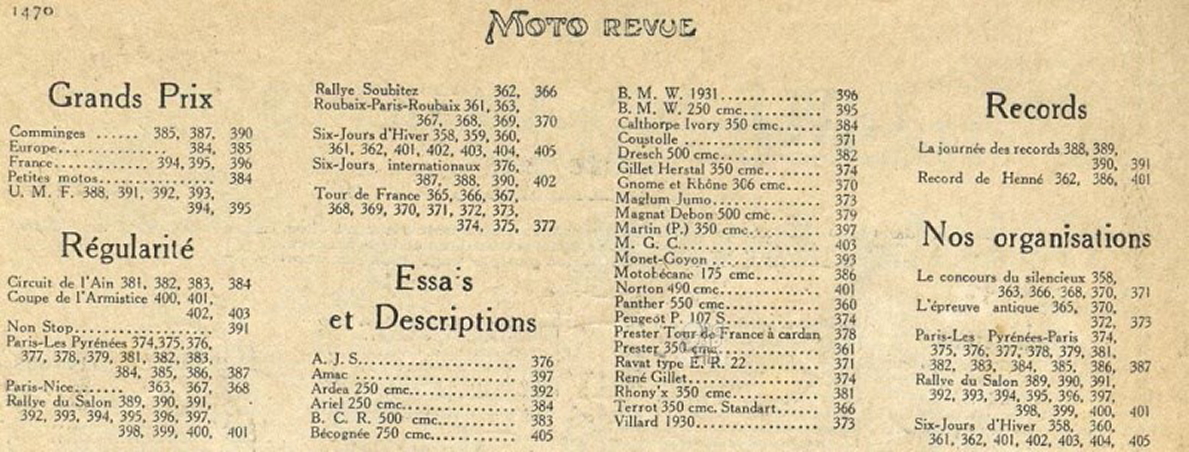 1470
MOTO REVUE
Grands Prix
Comminges ...... 385, 387, 390
Europe.................. 384, 385
France............ 394, 395, 396
Petites motos................ 384
U. M. F. 388, 391, 392, 393,
394, 395
Régularité
Circuit de l'Ain 381, 382, 383, 384
Coupe de l'Armistice 400, 401,
402, 403
Non Stop..................... 391
Paris-Les Pyrénées 374,375,376,
377, 378, 379, 381, 382, 383,
384, 385, 386, 387
Paris-Nice....... 363, 367, 368
Rallye du Salon 389, 390, 391,
392, 393, 394, 395, 396, 397,
398, 399, 400, 401
Rallye Soubitez 362, 366
Roubaix-Paris-Roubaix 361, 363,
367, 368, 369, 370
Six-Jours d'Hiver 358, 359, 360,
361, 362, 401, 402, 403, 404, 405
Six-Jours internationaux 376,
387, 388, 390, 402
Tour de France 365, 366, 367,
368, 369, 370, 371, 372, 373,
374, 375, 377
Essais
et Descriptions
A. J. S....................... 376
Amac ....................... 397
Ardea 250 cmc............... 392
Ariel 250 cmc................ 384
B. C. R. 500 cmc............ 383
Bécognée 750 cmc............ 405
B. M. W. 1931............... 396
B. M. W. 250 cmc............ 395
Calthorpe Ivory 350 cmc...... 384
Coustolle .................... 371
Dresch 500 cmc.............. 382
Gillet Herstal 350 cmc........ 374
Gnome et Rhône 306 cmc..... 370
Maglum Jumo................ 373
Magnat Debon 500 cmc....... 379
Martin (P.) 350 cmc.......... 397
M. G. C..................... 403
Monet-Goyon ................ 393
Motobécane 175 cmc......... 386
Norton 490 cmc.............. 401
Panther 550 cmc............. 360
Peugeot P. 107 S............. 374
Prester Tour de France à cardan 378
Prester 350 cmc.............. 361
Ravat type E. R. 22.......... 371
René Gillet.................. 374
Rhony'x 350 cmc............ 381
Terrot 350 cmc. Standart...... 366
Villard 1930................. 373
Records
La journée des records 388, 389,
390, 391
Record de Henné 362, 386, 401
Nos organisations
Le concours du silencieux 358,
363, 366, 368, 370, 371
L'épreuve antique 365, 370,
372, 373
Paris-Les Pyrénées-Paris 374,
375, 376, 377, 378, 379, 381,
382, 383, 384, 385, 386, 387
Rallye du Salon 389, 390, 391,
392, 393, 394, 395, 396, 397,
398, 399, 400, 401
Six-Jours d'Hiver 358, 360,
361, 362, 401, 402, 403, 404, 405